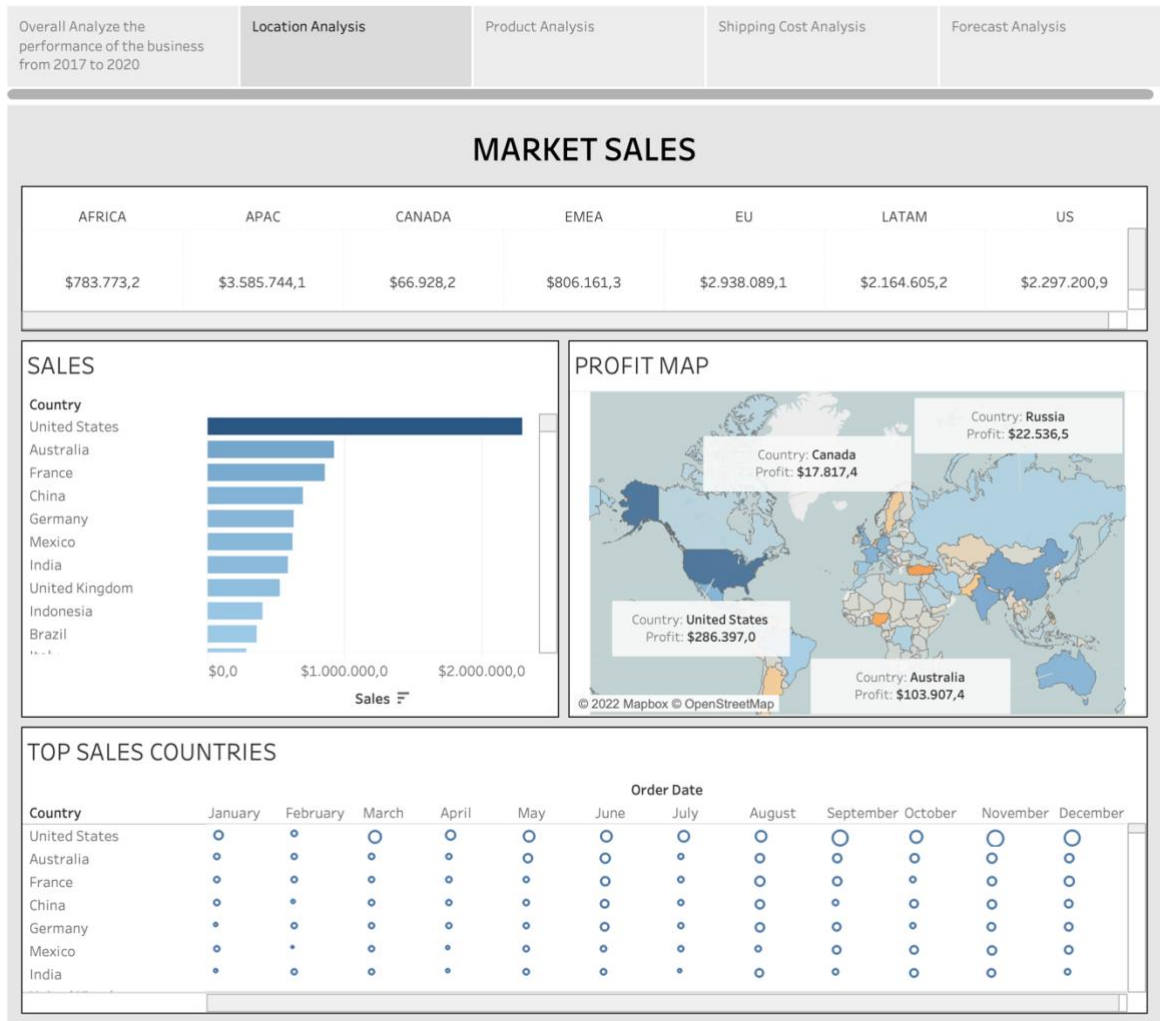 Overall Analyze the
performance of the business
from 2017 to 2020
Location Analysis
Product Analysis
Shipping Cost Analysis
Forecast Analysis
MARKET SALES
AFRICA APAC CANADA EMEA EU LATAM US
$783.773,2 $3.585.744,1 $66.928,2 $806.161,3 $2.938.089,1 $2.164.605,2 $2.297.200,9
SALES
Country
United States
Australia
France
China
Germany
Mexico
India
United Kingdom
Indonesia
Brazil
$0,0 $1.0000.000,0 $2.0000.000,0
Sales
PROFIT MAP
Country: Russia
Profit: $22.536,5
Country: Canada
Profit: $17.817,4
Country: United States
Profit: $286.397,0
Country: Australia
Profit: $103.907,4
© 2022 Mapbox © OpenStreetMap
TOP SALES COUNTRIES
Order Date
Country January February March April May June July August September October November December
United States
Australia
France
China
Germany
Mexico
India